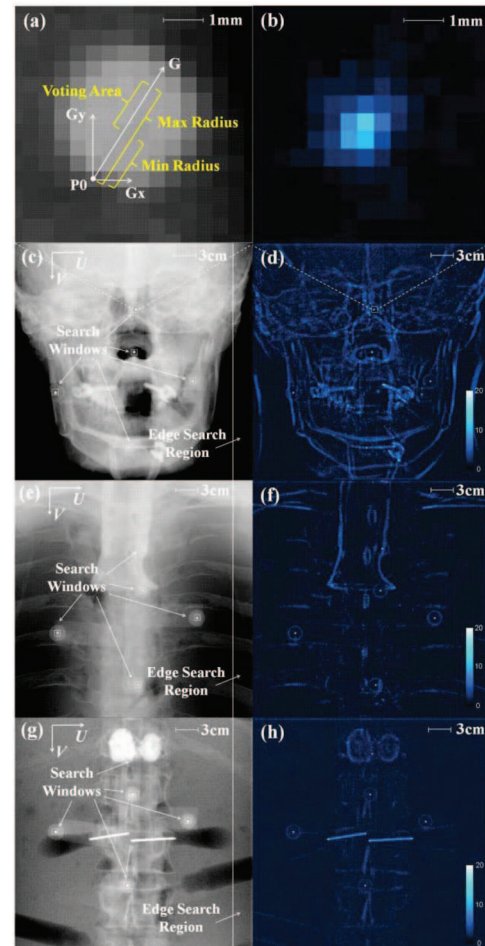 (a)
1mm
G
Voting Area
Gy
Max Radius
Min Radius
P0
Gx
(b)
1mm
(c)
U
V
3cm
Search
Windows
Edge Search
Region
(d)
3cm
20
10
0
(e)
U
V
3cm
Search
Windows
Edge Search
Region
(f)
3cm
20
10
0
(g)
U
V
3cm
Search
Windows
Edge Search
Region
(h)
3cm
20
10
0